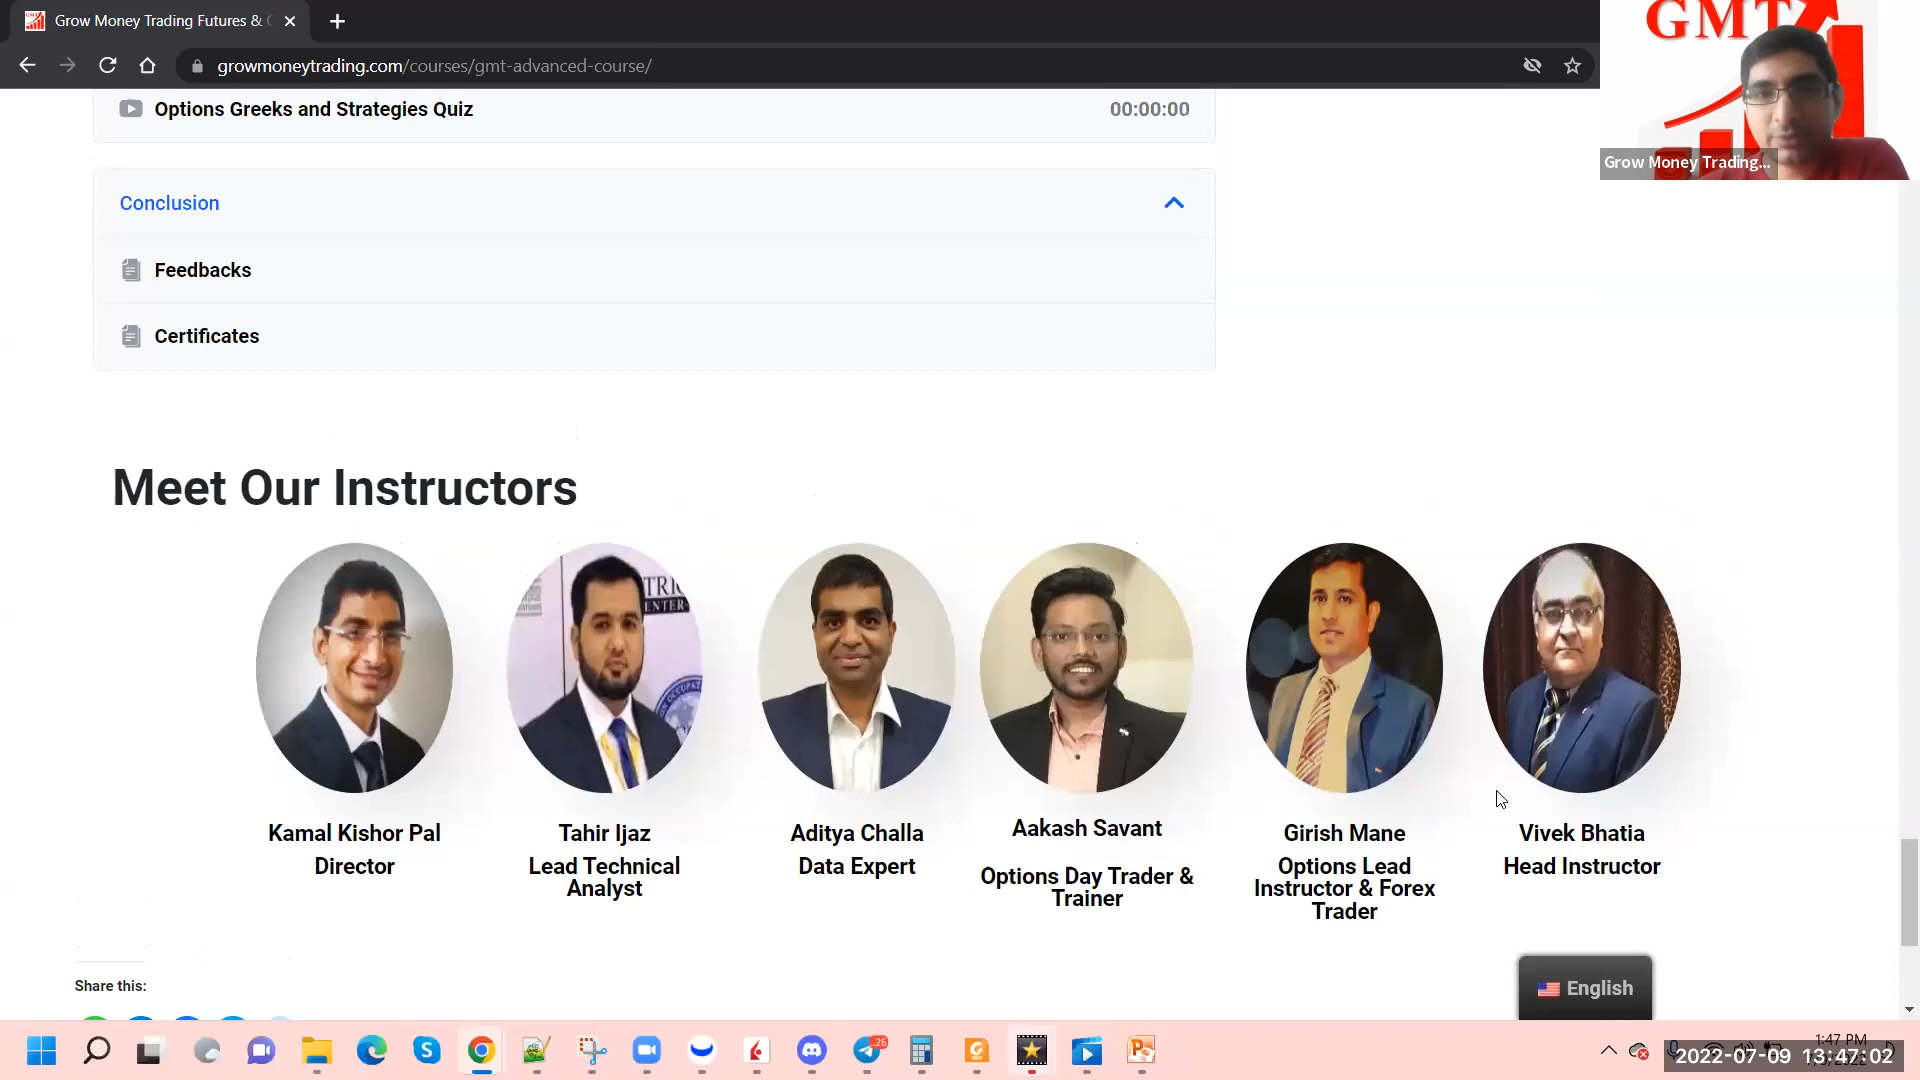 Grow Money Trading Futures &
growmoneytrading.com/courses/gmt-advanced-course/
GMT
Grow Money Trading...
Options Greeks and Strategies Quiz
00:00:00
Conclusion
Feedbacks
Certificates
Meet Our Instructors
Kamal Kishor Pal
Director
Tahir Ijaz
Lead Technical
Analyst
Aditya Challa
Data Expert
Aakash Savant
Options Day Trader &
Trainer
Girish Mane
Options Lead
Instructor & Forex
Trader
Vivek Bhatia
Head Instructor
Share this:
English
26
1:47 PM
2022-07-09 13:47:02